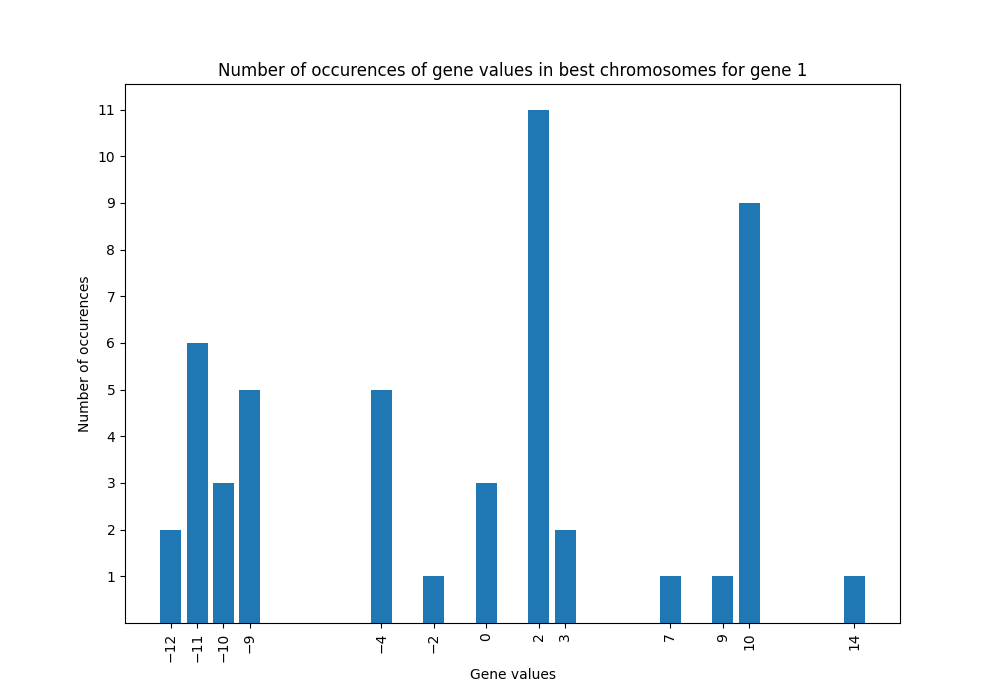 Number of occurences of gene values in best chromosomes for gene 1
11
10
9
8
7
6
5
4
3
2
1
Number of occurences
−12 −11 −10 −9 −4 −2 0 2 3 7 9 10 14
Gene values